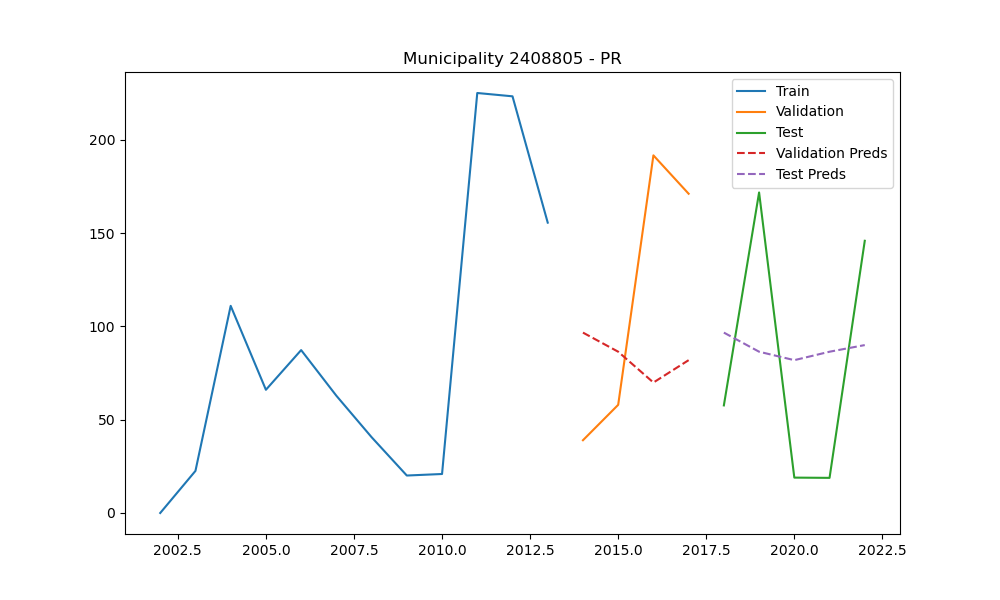 Municipality 2408805 - PR
Train
Validation
Test
Validation Preds
Test Preds
200
150
100
50
0
2002.5 2005.0 2007.5 2010.0 2012.5 2015.0 2017.5 2020.0 2022.5